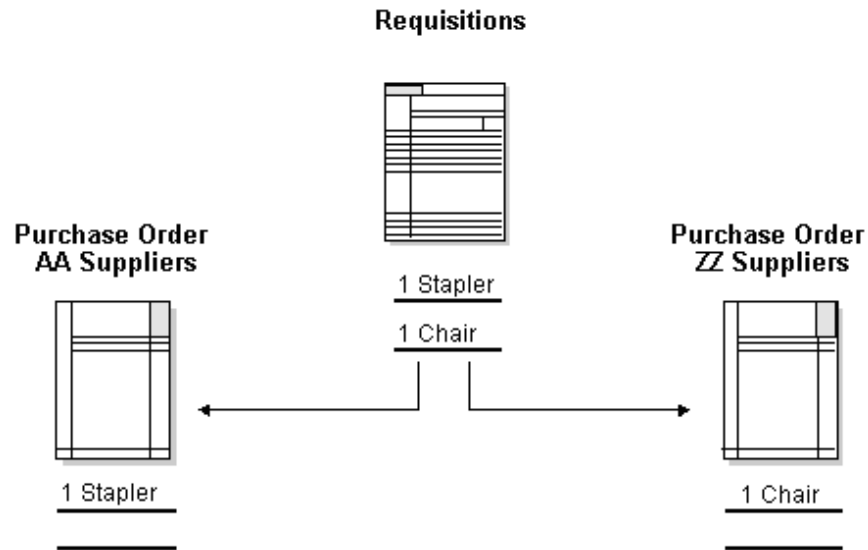 Requisitions
1 Stapler
1 Chair
Purchase Order
AA Suppliers
1 Stapler
Purchase Order
ZZ Suppliers
1 Chair